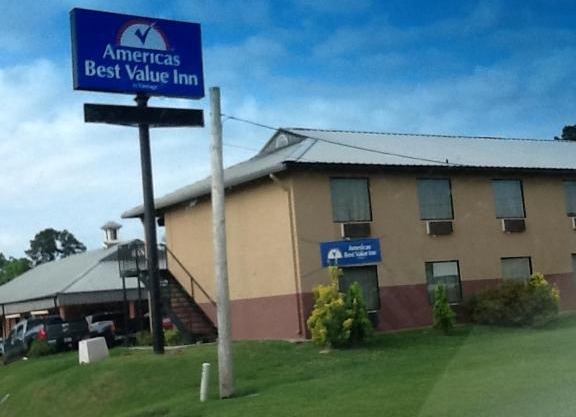 Americas
Best Value Inn
Americas
Best Value Inn